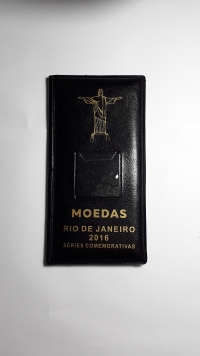 MOEDAS
RIO DE JANEIRO
2016
SÉRIES COMEMORATIVAS